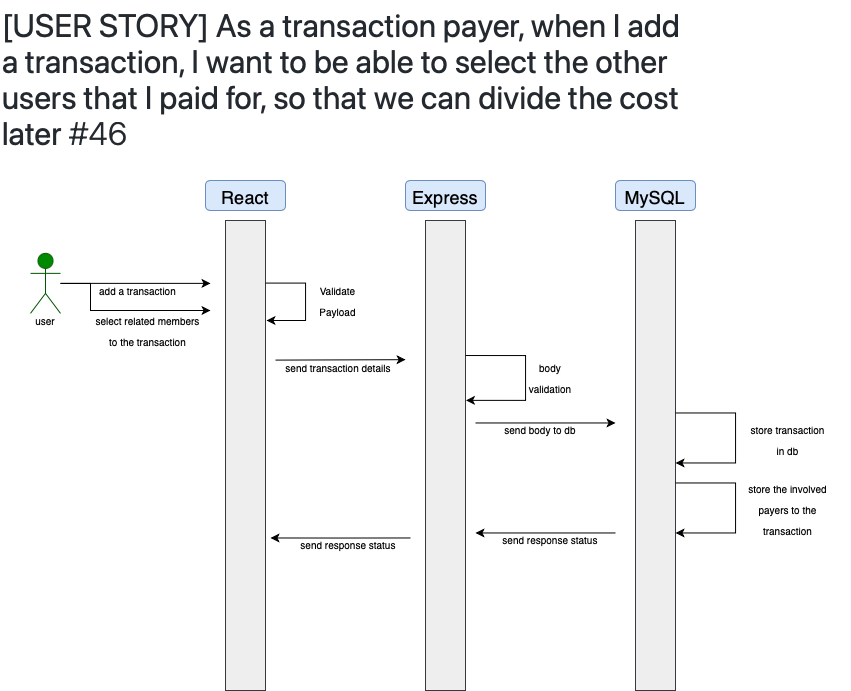 [USER STORY] As a transaction payer, when I add
a transaction, I want to be able to select the other
users that I paid for, so that we can divide the cost
later #46
React
Express
MySQL
user
add a transaction
select related members
to the transaction
Validate
Payload
send transaction details
body
validation
send body to db
store transaction
in db
store the involved
payers to the
transaction
send response status
send response status